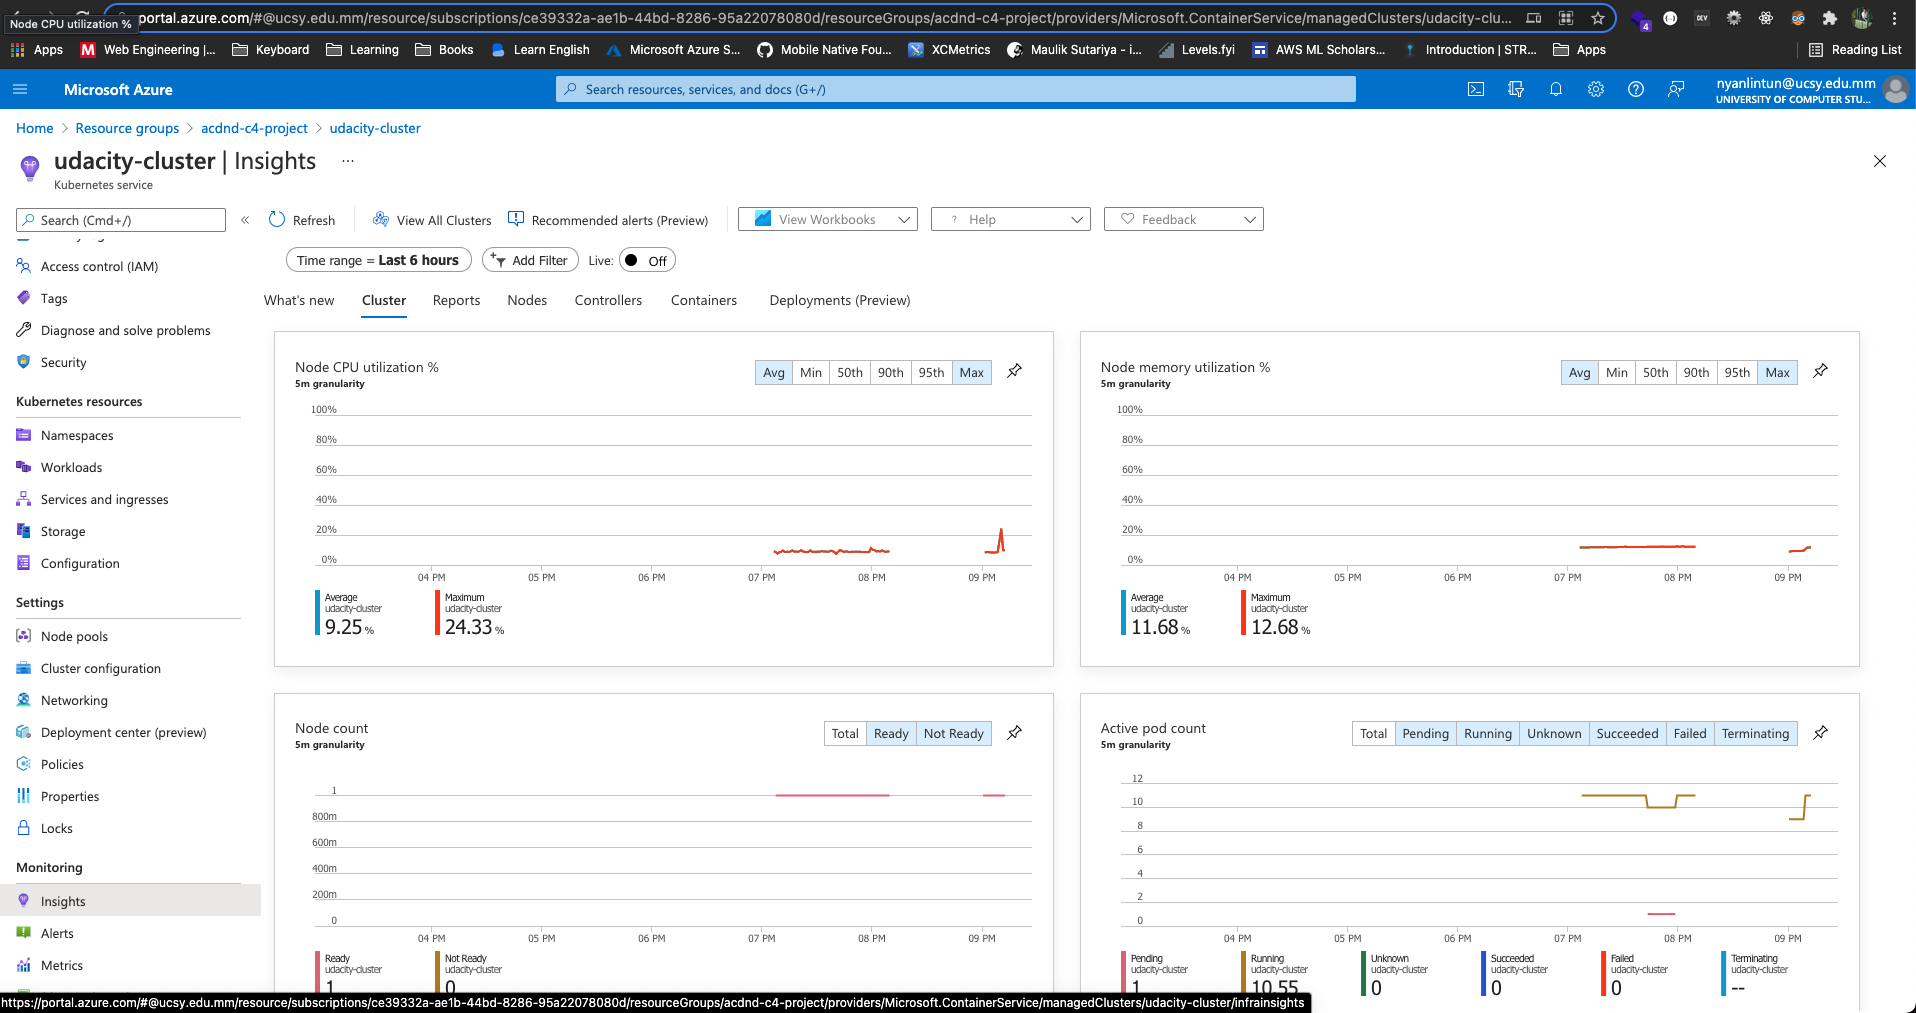 Node CPU utilization %
portal.azure.com/#@ucsy.edu.mm/resource/subscriptions/ce39332a-ae1b-44bd-8286-95a22078080d/resourceGroups/acdnd-c4-project/providers/Microsoft.ContainerService/managedClusters/udacity-clu...
4
DEV
Apps
Web Engineering |...
Keyboard
Learning
Books
Learn English
Microsoft Azure S...
Mobile Native Fou...
XCMetrics
Maulik Sutariya - i...
Levels.fyi
AWS ML Scholars...
Introduction | STR...
Apps
Reading List
Microsoft Azure
Search resources, services, and docs (G+/)
nyanlintun@ucsy.edu.mm
UNIVERSITY OF COMPUTER STU...
Home > Resource groups > acdnd-c4-project > udacity-cluster
udacity-cluster | Insights ...
Kubernetes service
Search (Cmd+/)
«
Refresh
View All Clusters
Recommended alerts (Preview)
View Workbooks
? Help
Feedback
Time range = Last 6 hours
Add Filter
Live:
Off
What's new
Cluster
Reports
Nodes
Controllers
Containers
Deployments (Preview)
Access control (IAM)
Tags
Diagnose and solve problems
Security
Kubernetes resources
Namespaces
Workloads
Services and ingresses
Storage
Configuration
Settings
Node pools
Cluster configuration
Networking
Deployment center (preview)
Policies
Properties
Locks
Monitoring
Insights
Alerts
Metrics
Node CPU utilization %
5m granularity
Avg Min 50th 90th 95th Max
100%
80%
60%
40%
20%
0%
04 PM 05 PM 06 PM 07 PM 08 PM 09 PM
Average
udacity-cluster
9.25 %
Maximum
udacity-cluster
24.33 %
Node memory utilization %
5m granularity
Avg Min 50th 90th 95th Max
100%
80%
60%
40%
20%
0%
04 PM 05 PM 06 PM 07 PM 08 PM 09 PM
Average
udacity-cluster
11.68 %
Maximum
udacity-cluster
12.68 %
Node count
5m granularity
Total Ready Not Ready
1
800m
600m
400m
200m
0
04 PM 05 PM 06 PM 07 PM 08 PM 09 PM
Ready
udacity-cluster
1
Not Ready
udacity-cluster
0
Active pod count
5m granularity
Total Pending Running Unknown Succeeded Failed Terminating
12
10
8
6
4
2
0
04 PM 05 PM 06 PM 07 PM 08 PM 09 PM
Pending
udacity-cluster
1
Running
udacity-cluster
10.55
Unknown
udacity-cluster
0
Succeeded
udacity-cluster
0
Failed
udacity-cluster
0
Terminating
udacity-cluster
--
https://portal.azure.com/#@ucsy.edu.mm/resource/subscriptions/ce39332a-ae1b-44bd-8286-95a22078080d/resourceGroups/acdnd-c4-project/providers/Microsoft.ContainerService/managedClusters/udacity-cluster/infrainsights